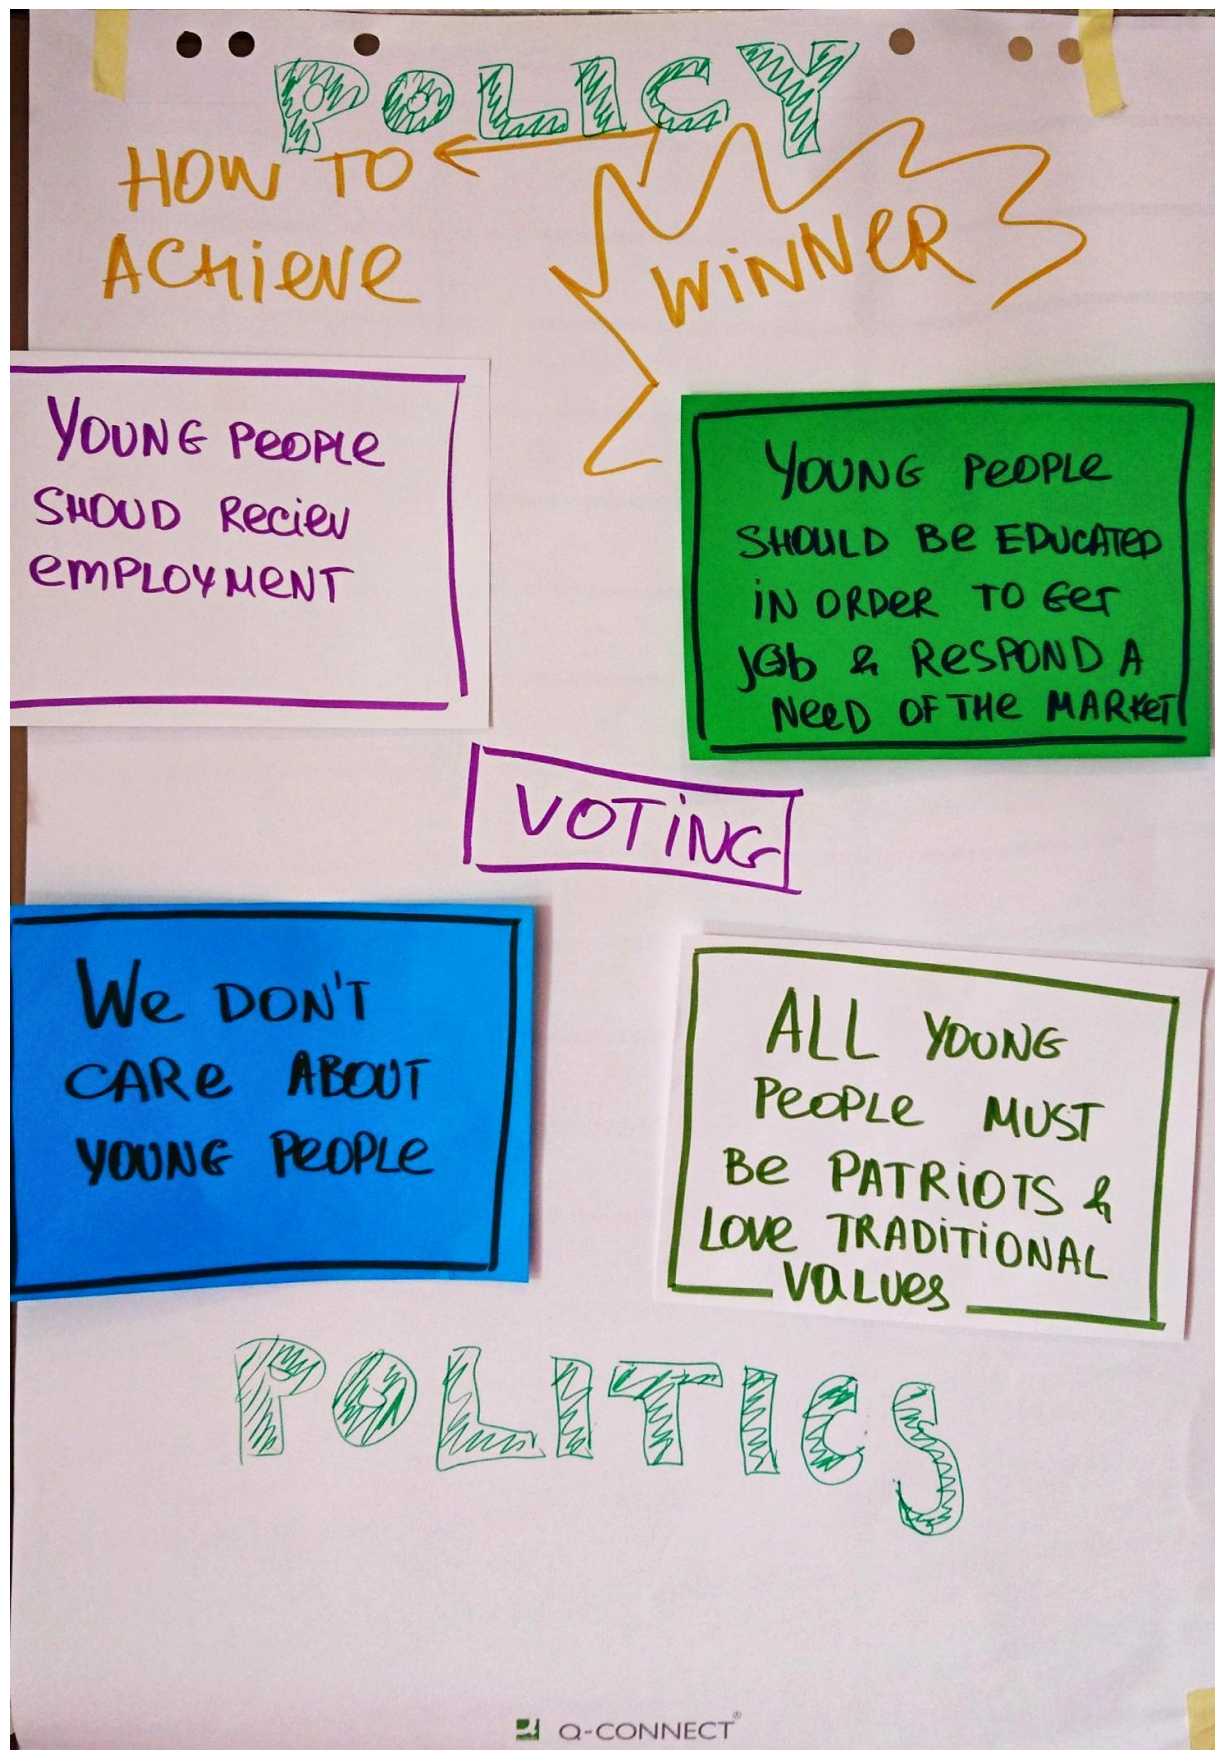 POLICY
HOW TO
ACHieVe
WiNNeR
YOUNG PeOPLe
SHOUD Reciev
eMPLOYMENT
YOUNG PeOPLe
SHOULD Be EDUCATeD
iN ORDeR TO GeT
JOb & ReSPOND A
NeeD OF THe MARKeT
VOTiNG
We DON'T
CARe ABOUT
YOUNG PeOPLe
ALL YOUNG
PeOPLe MUST
Be PATRiOTS &
LOVe TRADiTiONAL
VaLUes
POLITICS
Q-CONNECT®